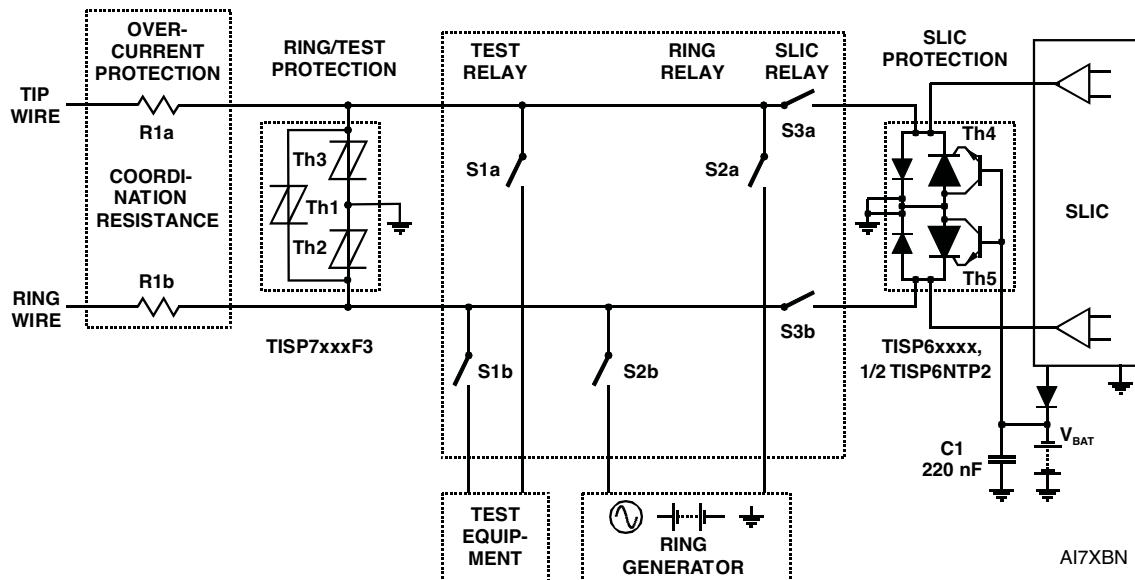 OVER-
CURRENT
PROTECTION
RING/TEST
PROTECTION
TEST
RELAY
RING
RELAY
SLIC
RELAY
SLIC
PROTECTION
TIP
WIRE
R1a
COORDI-
NATION
RESISTANCE
RING
WIRE
R1b
Th3
Th1
Th2
TISP7xxxF3
S1a
S1b
S2a
S2b
S3a
S3b
Th4
Th5
SLIC
TISP6xxxx,
1/2 TISP6NTP2
C1
220 nF
VBAT
TEST
EQUIP-
MENT
RING
GENERATOR
AI7XBN